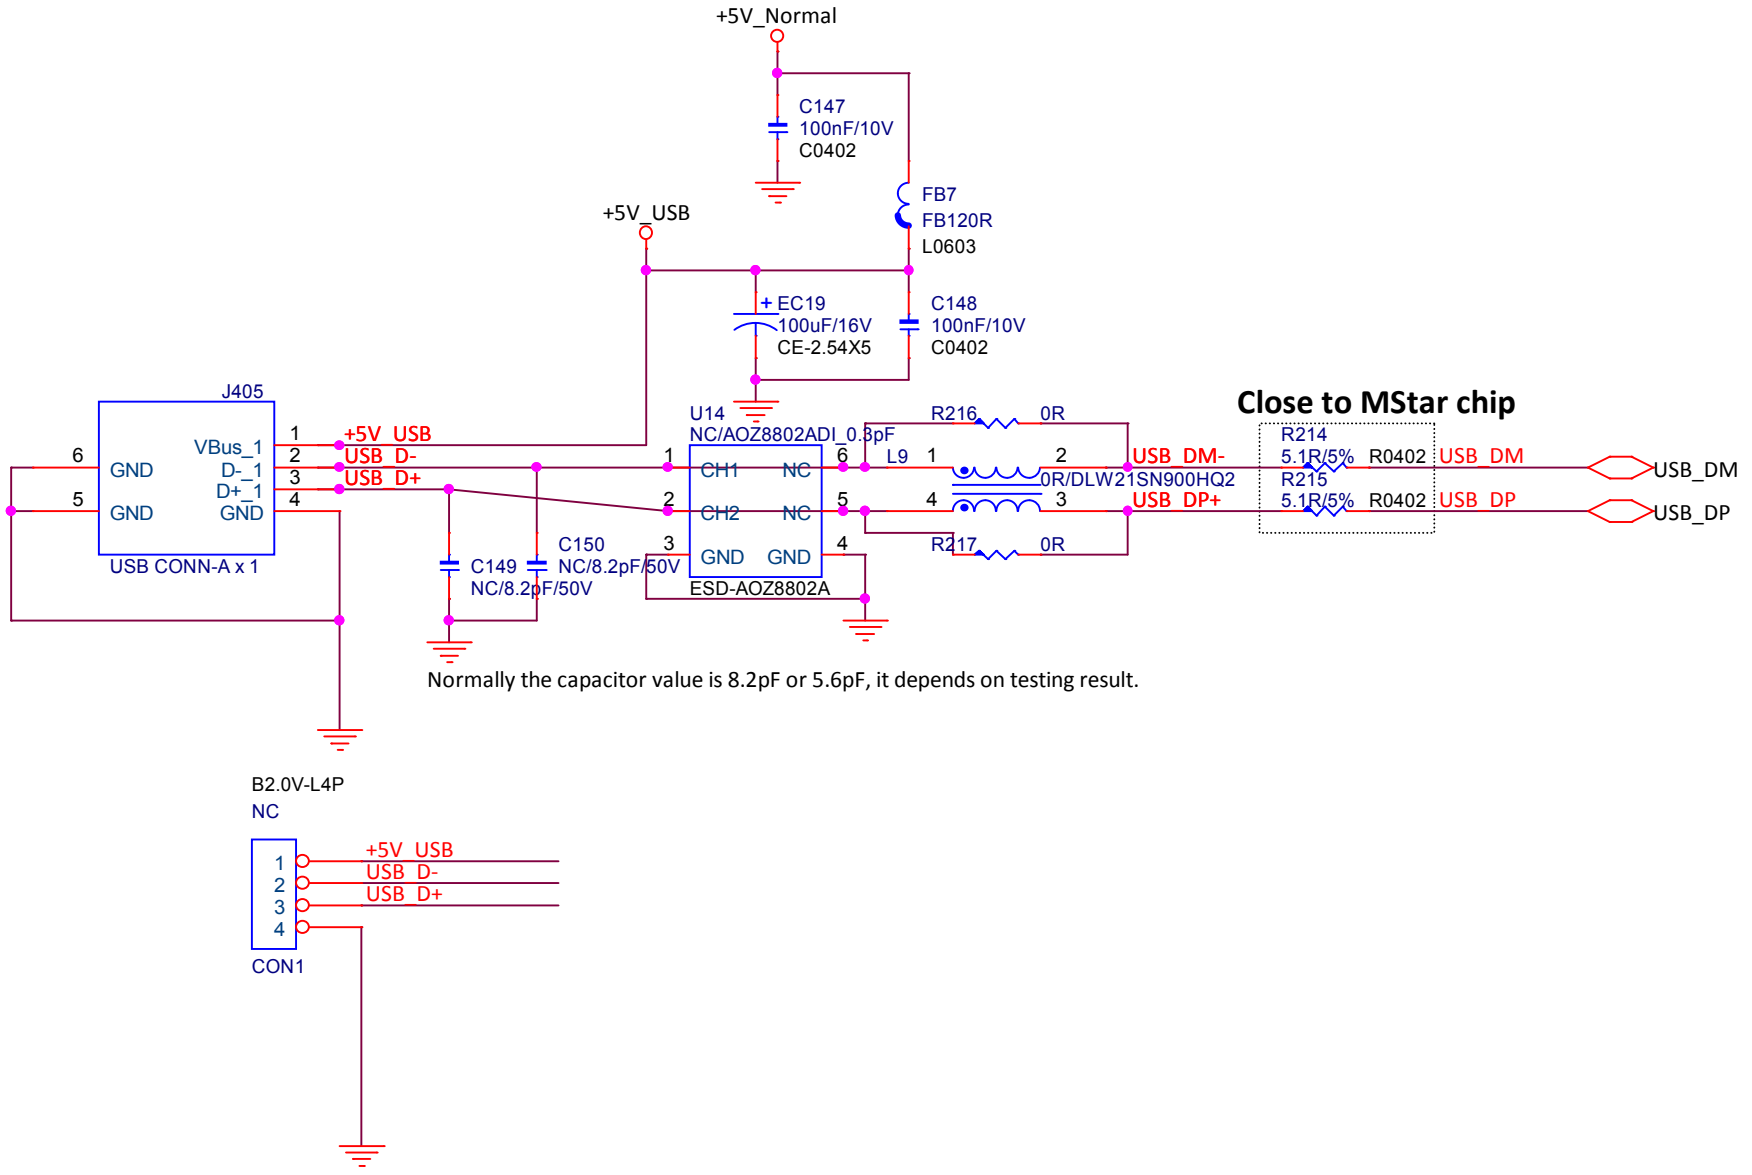 +5V_Normal
C147
100nF/10V
C0402
FB7
FB120R
L0603
+5V_USB
+ EC19
100uF/16V
CE-2.54X5
C148
100nF/10V
C0402
J405
VBus_1
D-_1
D+_1
GND
GND
GND
1
2
3
4
6
5
USB CONN-A x 1
+5V_USB
USB_D-
USB_D+
C149
NC/8.2pF/50V
C150
NC/8.2pF/50V
U14
NC/AOZ8802ADI_0.3pF
1 CH1 NC 6
2 CH2 NC 5
3 GND GND 4
ESD-AOZ8802A
R216 0R
L9 1 2
0R/DLW21SN900HQ2
4 3
R217 0R
USB_DM-
USB_DP+
Close to MStar chip
R214
5.1R/5% R0402
R215
5.1R/5% R0402
USB_DM
USB_DP
USB_DM
USB_DP
Normally the capacitor value is 8.2pF or 5.6pF, it depends on testing result.
B2.0V-L4P
NC
1 +5V_USB
2 USB_D-
3 USB_D+
4
CON1